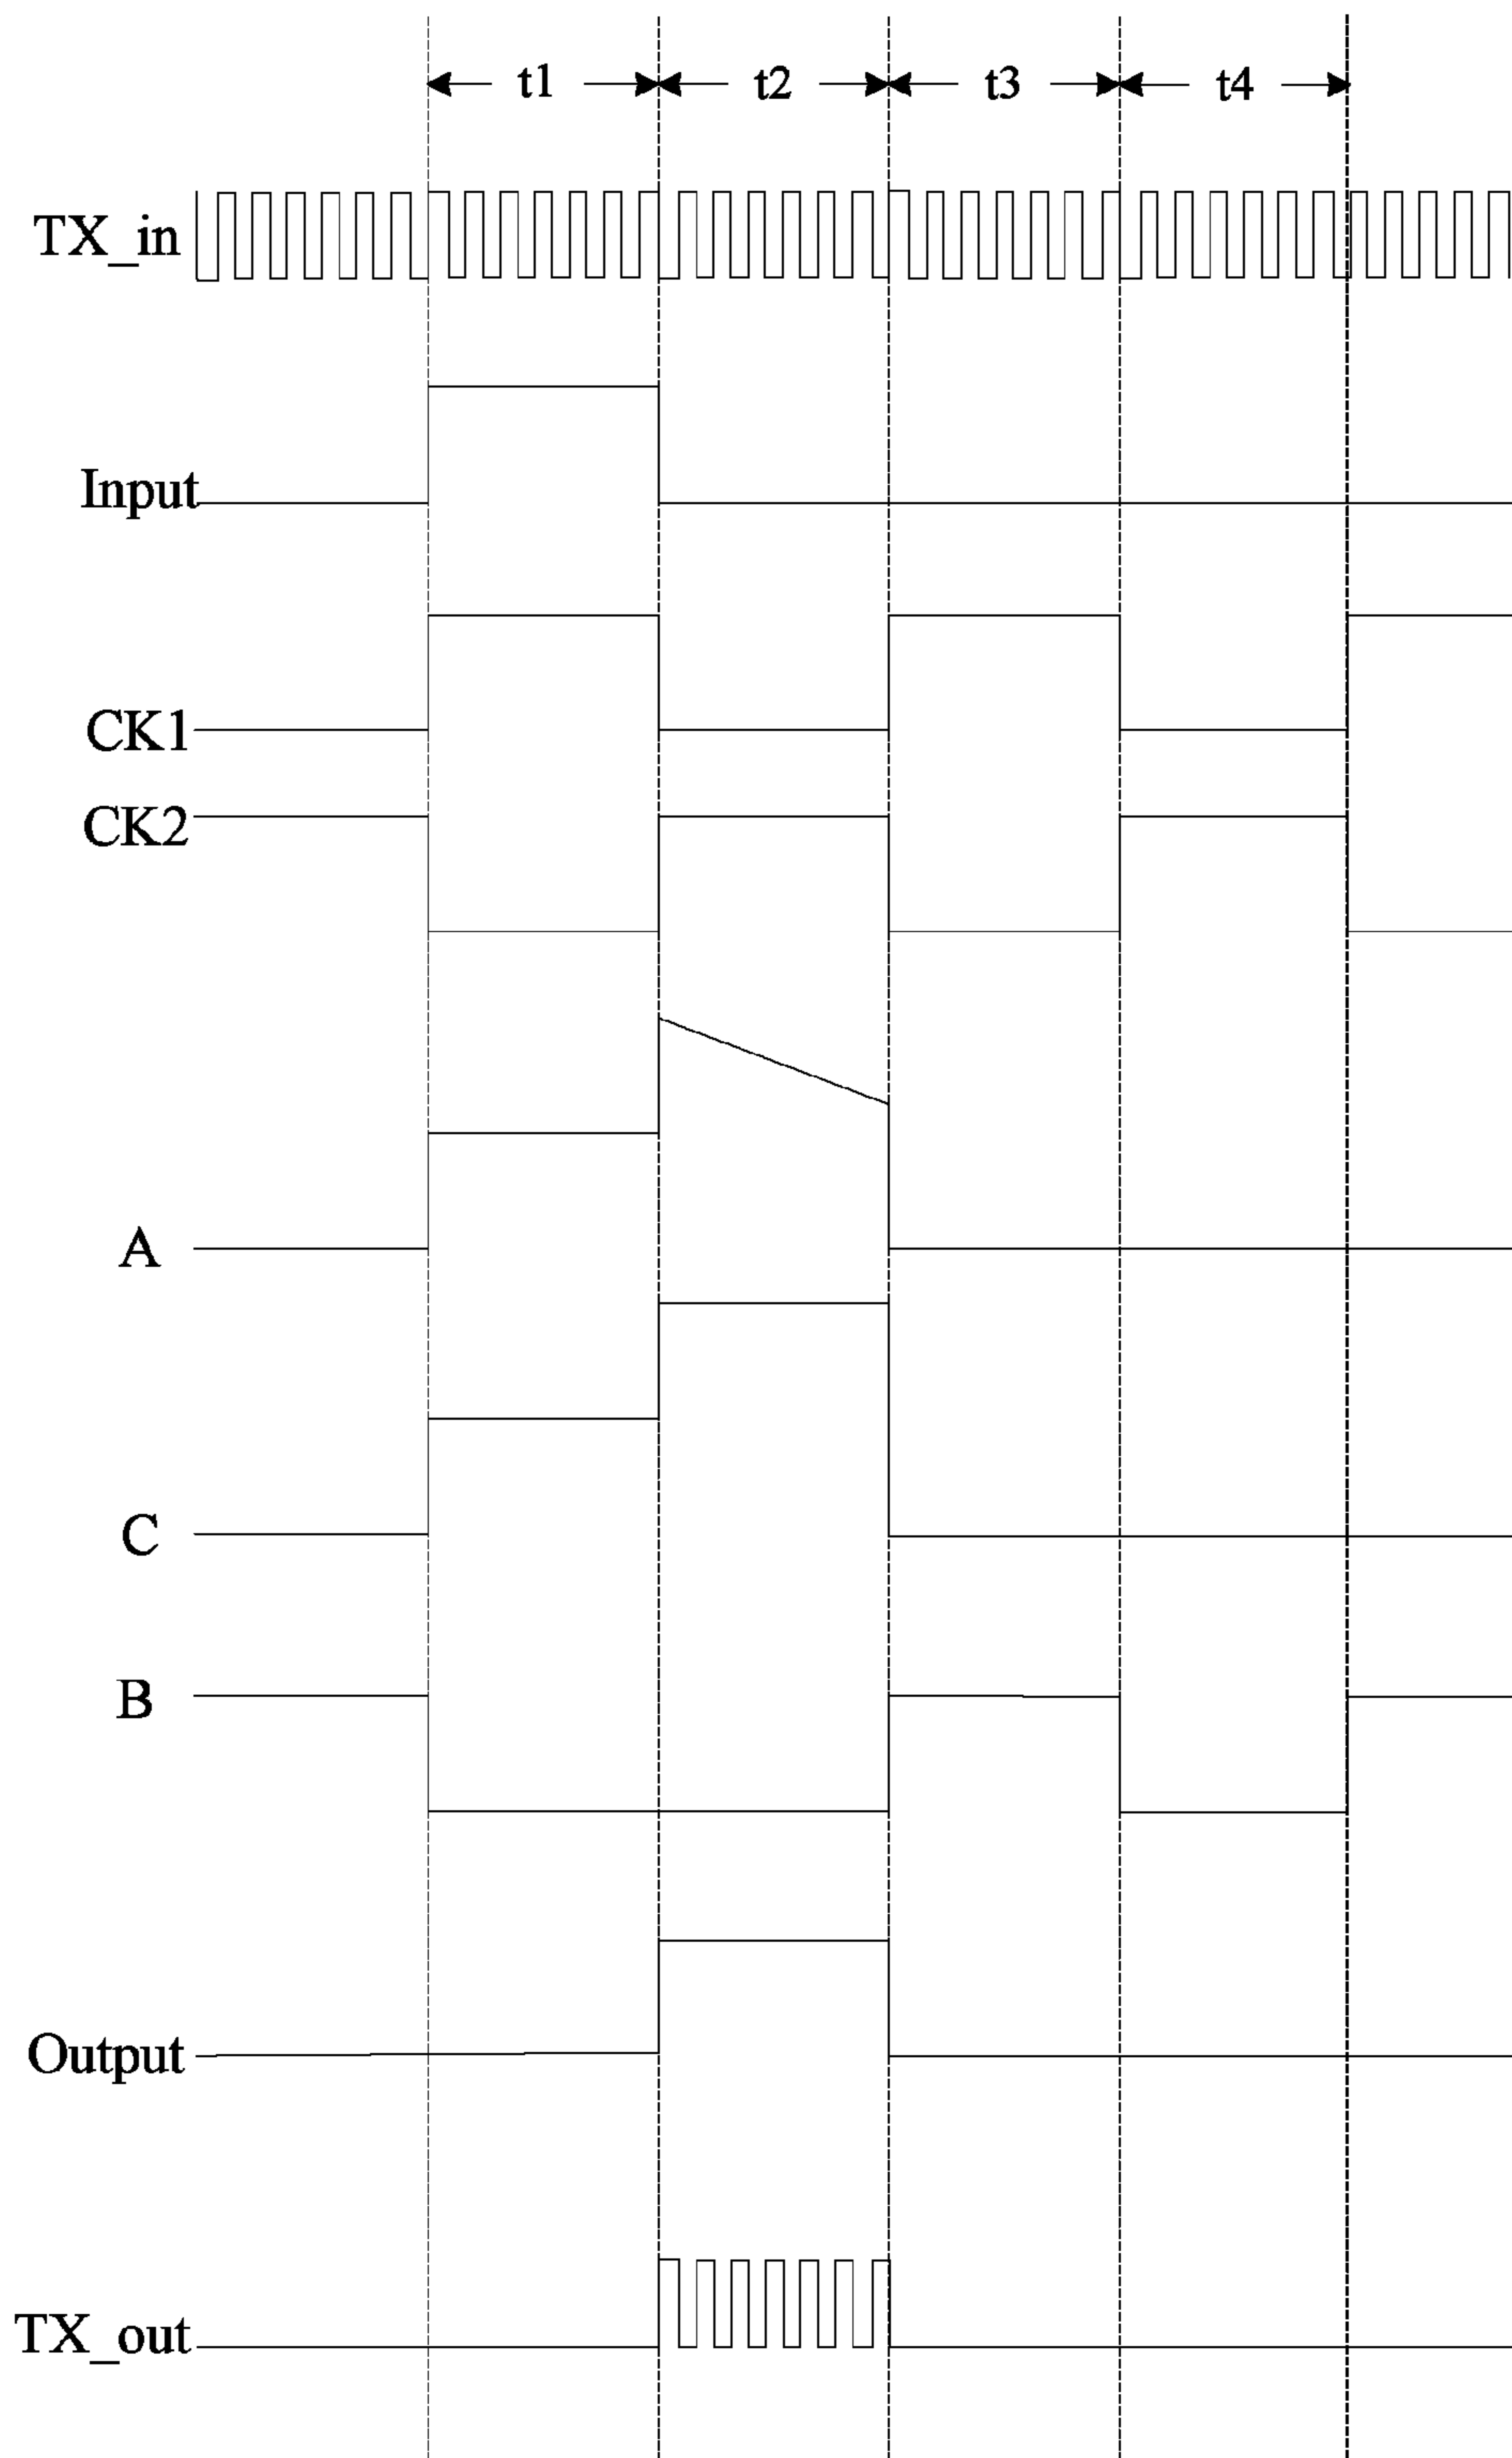 t1 t2 t3 t4
TX_in
Input
CK1
CK2
A
C
B
Output
TX_out